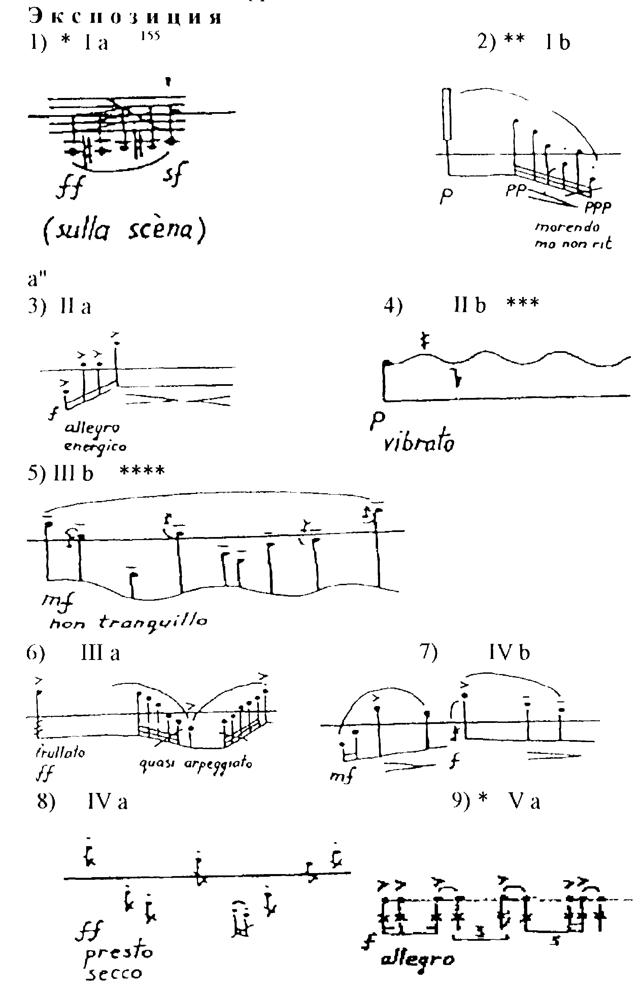 Экспозиция
1) * I a 155
2) ** I b
ff sf
(sulla scèna)
p pp ppp
morendo
ma non rit
a"
3) II a
4) II b ***
f
allegro
energico
p
vibrato
5) III b ****
mf
non tranquillo
6) III a
7) IV b
frullato
ff
quasi arpeggiato
mf f
8) IV a
9) * V a
ff
presto
secco
3 5
f
allegro